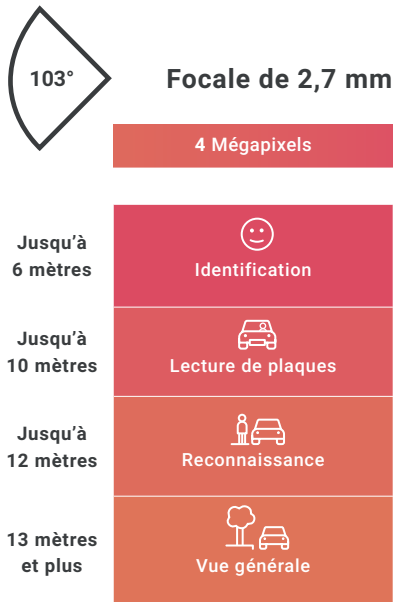 103°
Focale de 2,7 mm
4 Mégapixels
Jusqu'à
6 mètres
Identification
Jusqu'à
10 mètres
Lecture de plaques
Jusqu'à
12 mètres
Reconnaissance
13 mètres
et plus
Vue générale